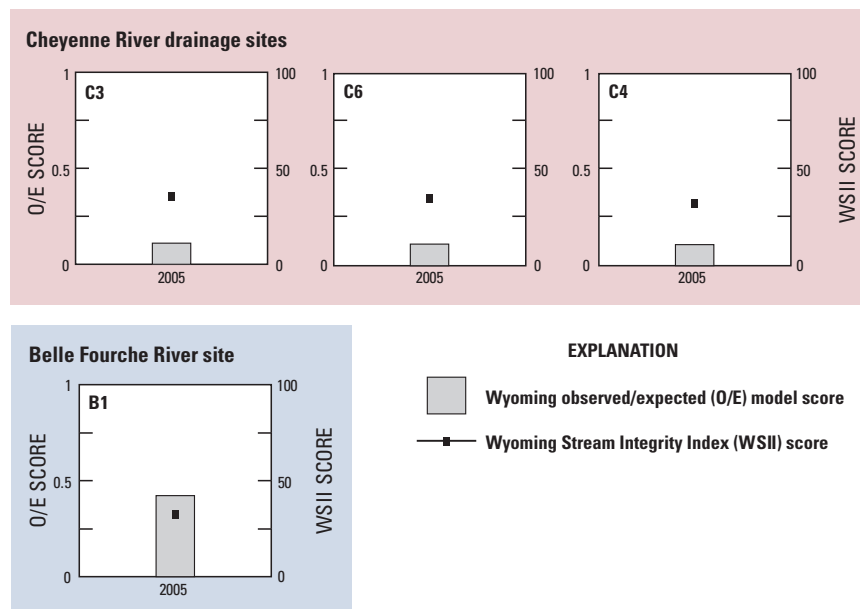 Cheyenne River drainage sites
1 C3 100
1 C6 100
1 C4 100
O/E SCORE
0.5 50
0.5 50
0.5 50
WSII SCORE
0 0
0 0
0 0
2005
2005
2005
Belle Fourche River site
1 B1 100
O/E SCORE
0.5 50
WSII SCORE
0 0
2005
EXPLANATION
Wyoming observed/expected (O/E) model score
Wyoming Stream Integrity Index (WSII) score